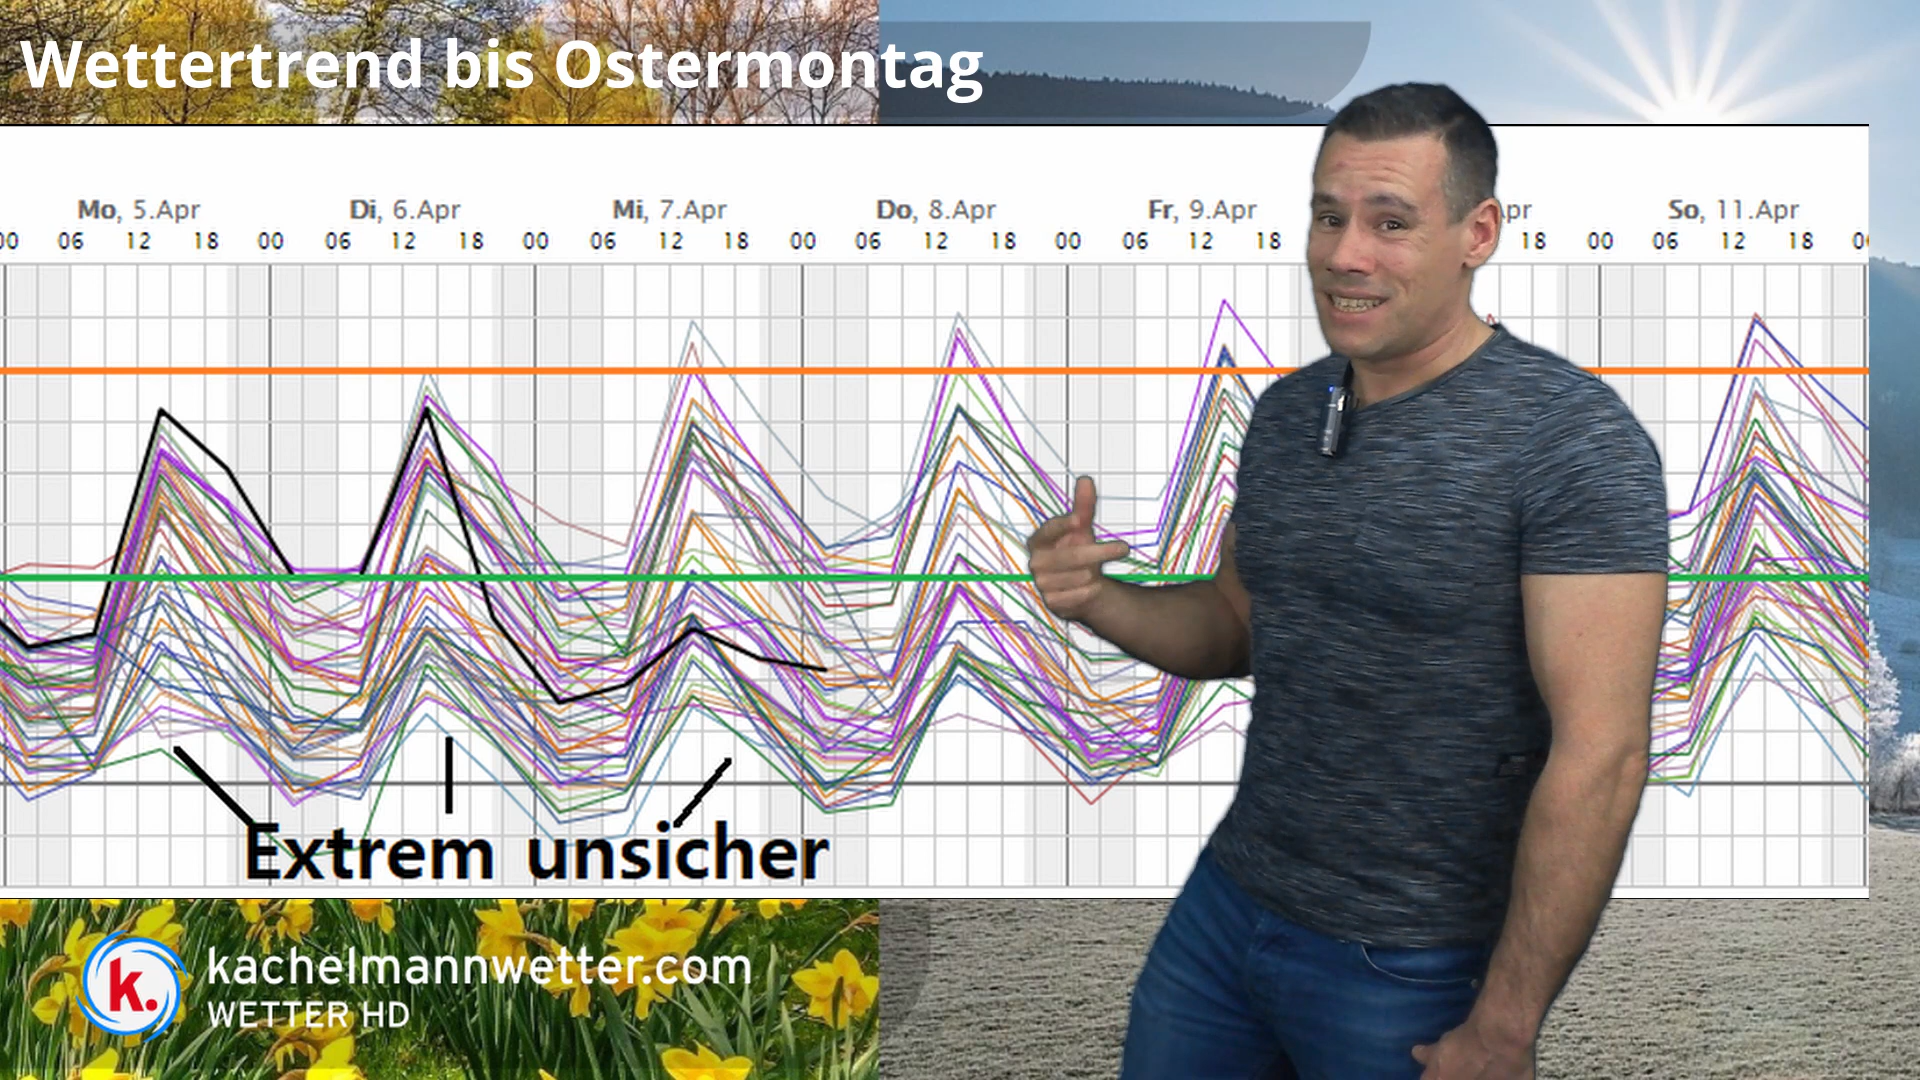 Wettertrend bis Ostermontag
Mo, 5.Apr Di, 6.Apr Mi, 7.Apr Do, 8.Apr Fr, 9.Apr pr So, 11.Apr
00 06 12 18 00 06 12 18 00 06 12 18 00 06 12 18 00 06 12 18 18 00 06 12 18 0
Extrem unsicher
k.
kachelmannwetter.com
WETTER HD